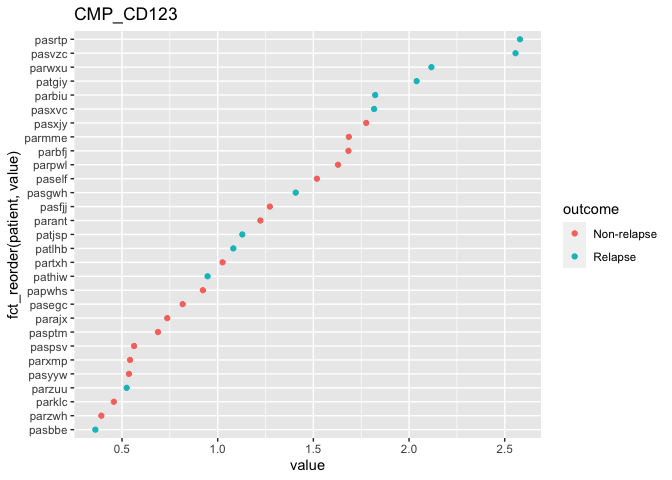 CMP_CD123
fct_reorder(patient, value)
pasrtp
pasvzc
parwxu
patgiy
parbiu
pasxvc
pasxjy
parmme
parbfj
parpwl
paself
pasgwh
pasfjj
parant
patjsp
patlhb
partxh
pathiw
papwhs
pasegc
parajx
pasptm
paspsv
parxmp
pasyyw
parzuu
parklc
parzwh
pasbbe
0.5 1.0 1.5 2.0 2.5
value
outcome
Non-relapse
Relapse